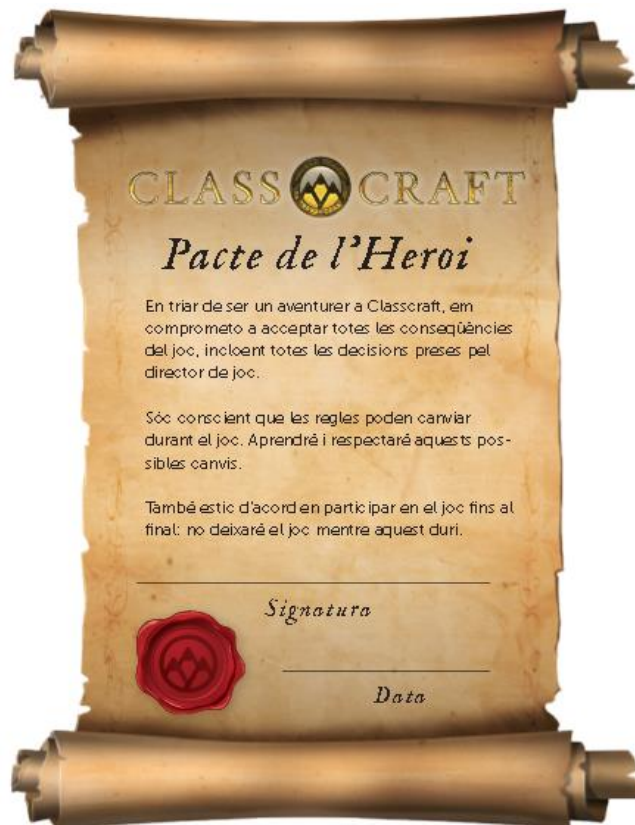 CLASS CRAFT
Pacte de l'Heroi
En triar de ser un aventurer a Classcraft, em
comprometo a acceptar totes les conseqüències
del joc, incloent totes les decisions preses pel
director de joc.
Sóc conscient que les regles poden canviar
durant el joc. Aprendré i respectaré aquests pos-
sibles canvis.
També estic d'acord en participar en el joc fins al
final: no deixaré el joc mentre aquest duri.
Signatura
Data